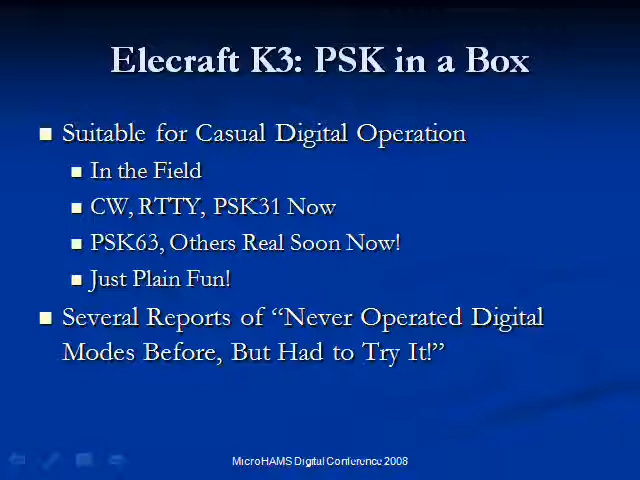 Elecraft K3: PSK in a Box
Suitable for Casual Digital Operation
In the Field
CW, RTTY, PSK31 Now
PSK63, Others Real Soon Now!
Just Plain Fun!
Several Reports of “Never Operated Digital
Modes Before, But Had to Try It!”
MicroHAMS Digital Conference 2008